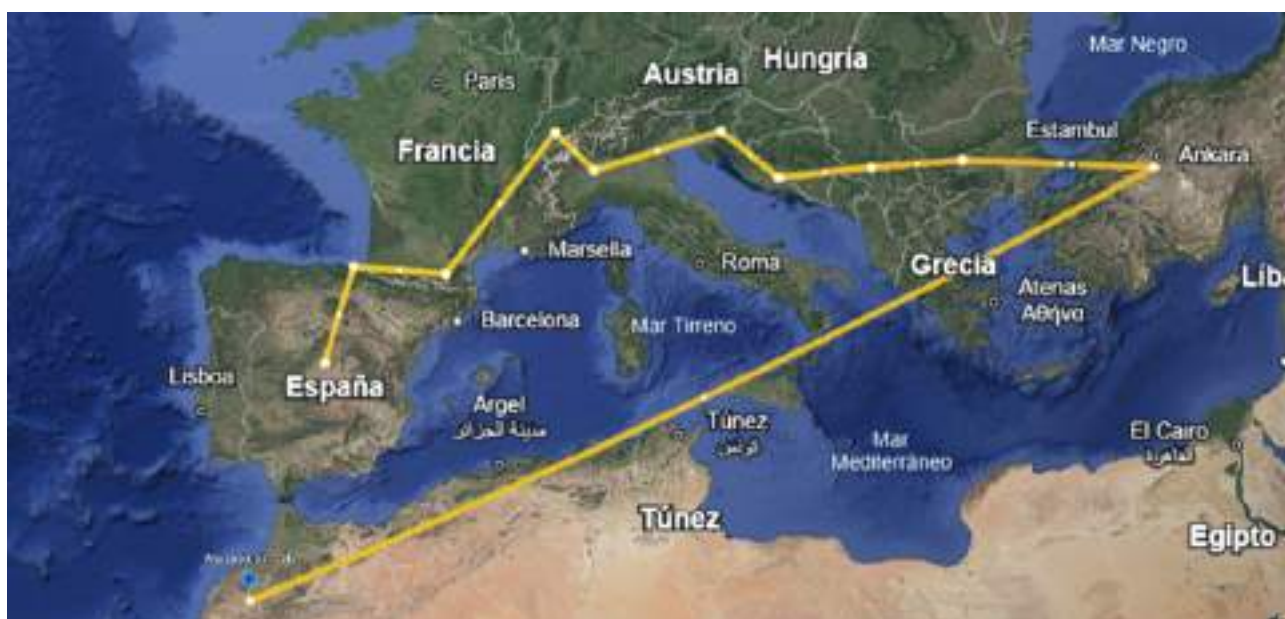 Mar Negro
Hungría
Austria
Paris
Estambul
Francia
Ankara
Marsella
Roma
Grecia
Líba
Atenas
Αθήνα
Barcelona
Mar Tirreno
Lisboa
España
Argel
مدينة الجزائر
Túnez
تونس
El Cairo
القاهرة
Mar
Mediterráneo
Túnez
Egipto